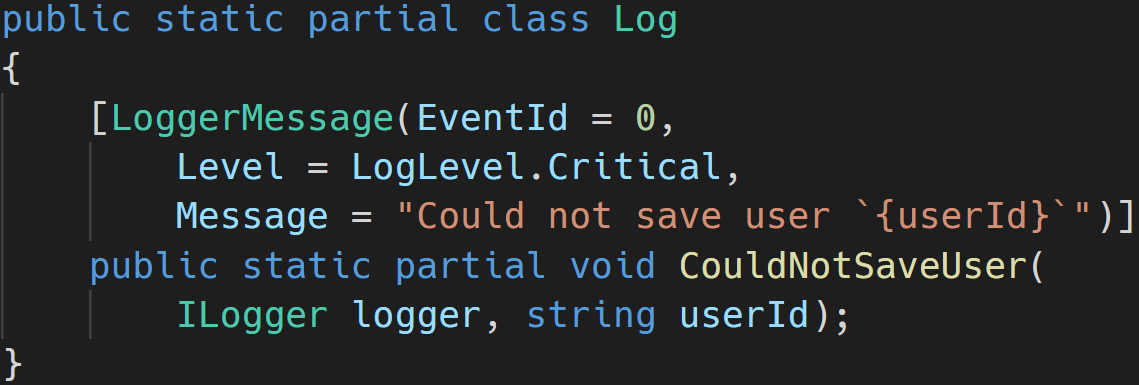 public static partial class Log
{
    [LoggerMessage(EventId = 0,
        Level = LogLevel.Critical,
        Message = "Could not save user `{userId}`")]
    public static partial void CouldNotSaveUser(
        ILogger logger, string userId);
}